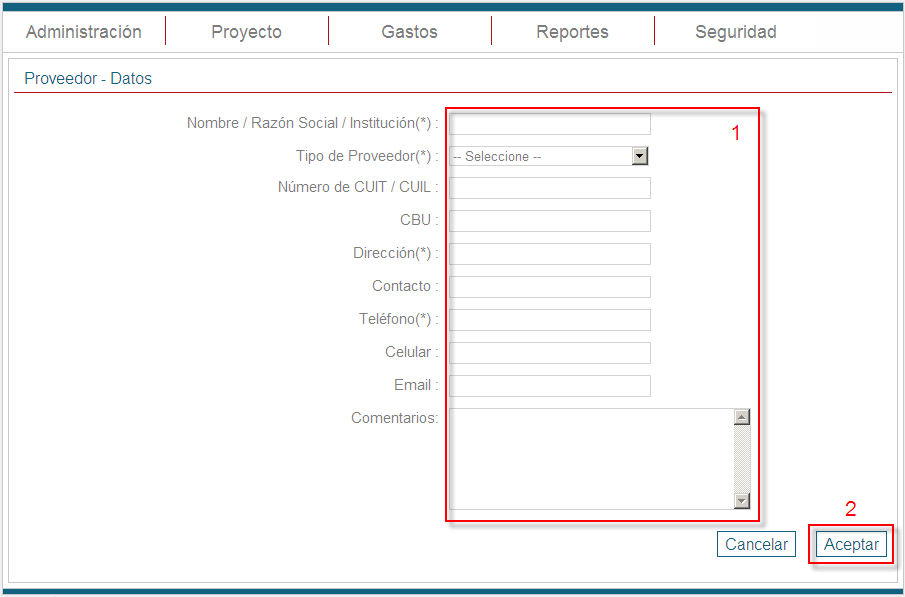 Administración Proyecto Gastos Reportes Seguridad
Proveedor - Datos
Nombre / Razón Social / Institución(*) :
1
Tipo de Proveedor(*) : -- Seleccione --
Número de CUIT / CUIL :
CBU :
Dirección(*) :
Contacto :
Teléfono(*) :
Celular :
Email :
Comentarios:
2
Cancelar Aceptar